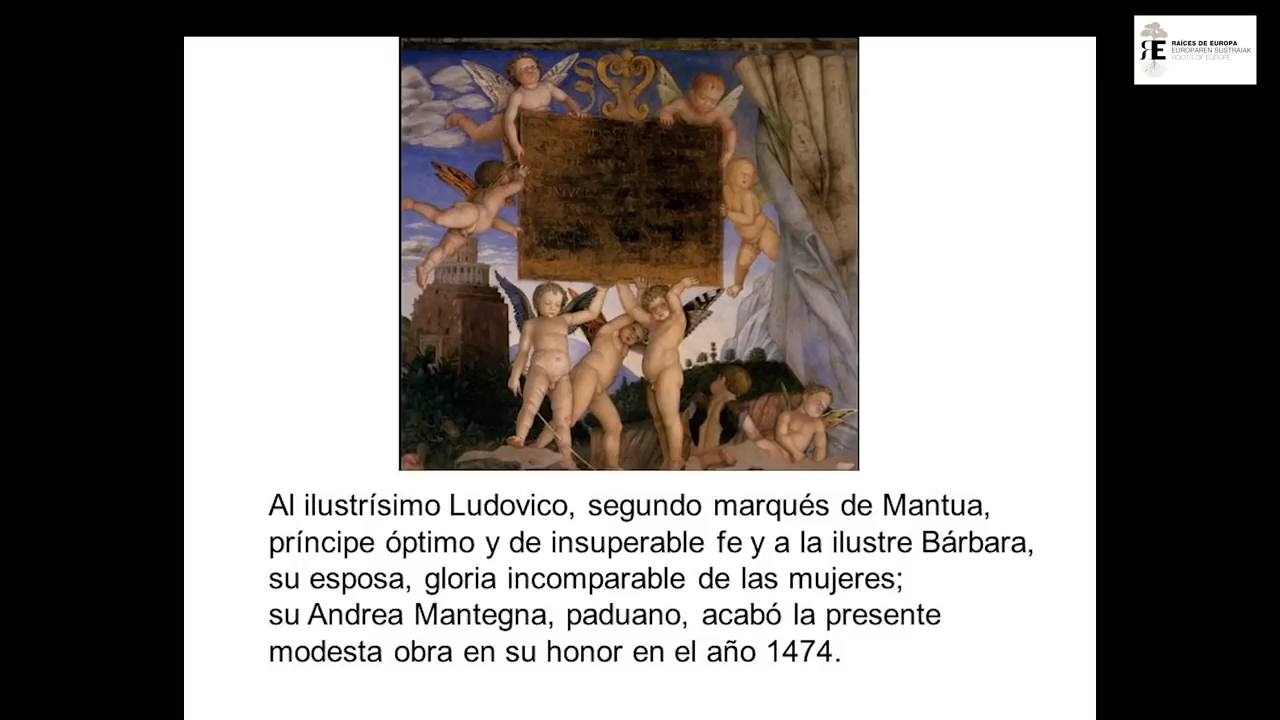 RAÍCES DE EUROPA
EUROPAREN SUSTRAIAK
ROOTS OF EUROPE
Al ilustrísimo Ludovico, segundo marqués de Mantua,
príncipe óptimo y de insuperable fe y a la ilustre Bárbara,
su esposa, gloria incomparable de las mujeres;
su Andrea Mantegna, paduano, acabó la presente
modesta obra en su honor en el año 1474.